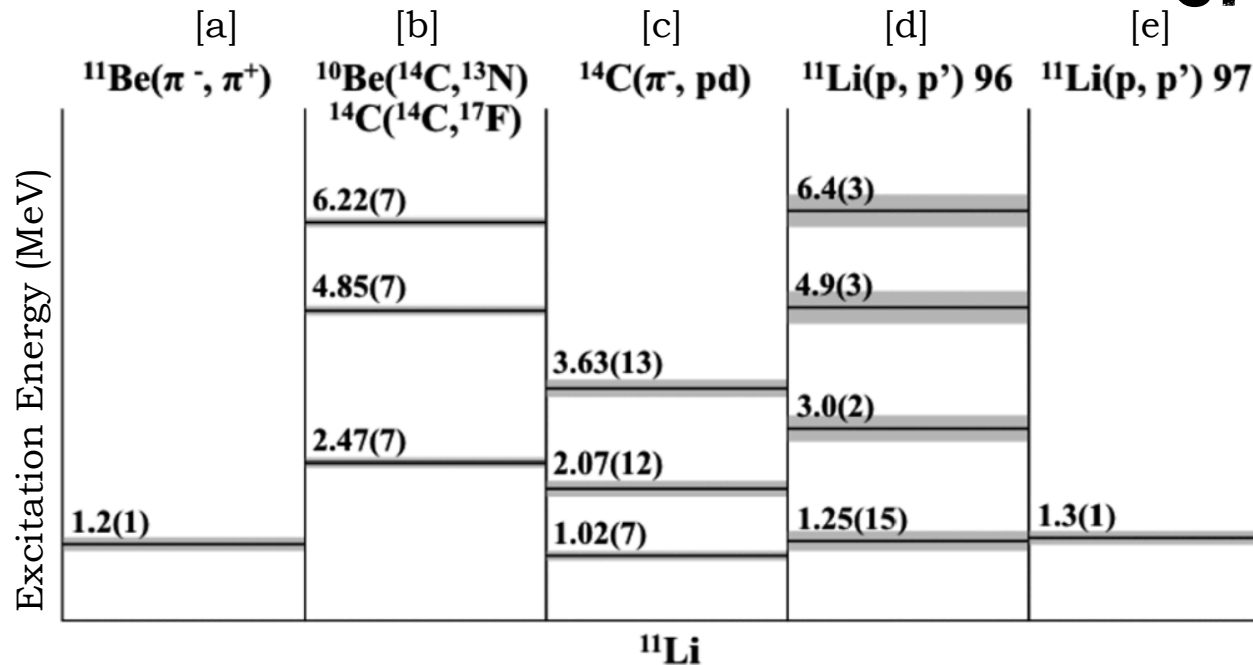 [a] [b] [c] [d] [e]
¹¹Be(π⁻, π⁺) ¹⁰Be(¹⁴C,¹³N) ¹⁴C(π⁻, pd) ¹¹Li(p, p’) 96 ¹¹Li(p, p’) 97
¹⁴C(¹⁴C,¹⁷F)
Excitation Energy (MeV)
6.22(7)
6.4(3)
4.85(7)
4.9(3)
3.63(13)
3.0(2)
2.47(7)
2.07(12)
1.2(1)
1.02(7)
1.25(15)
1.3(1)
¹¹Li